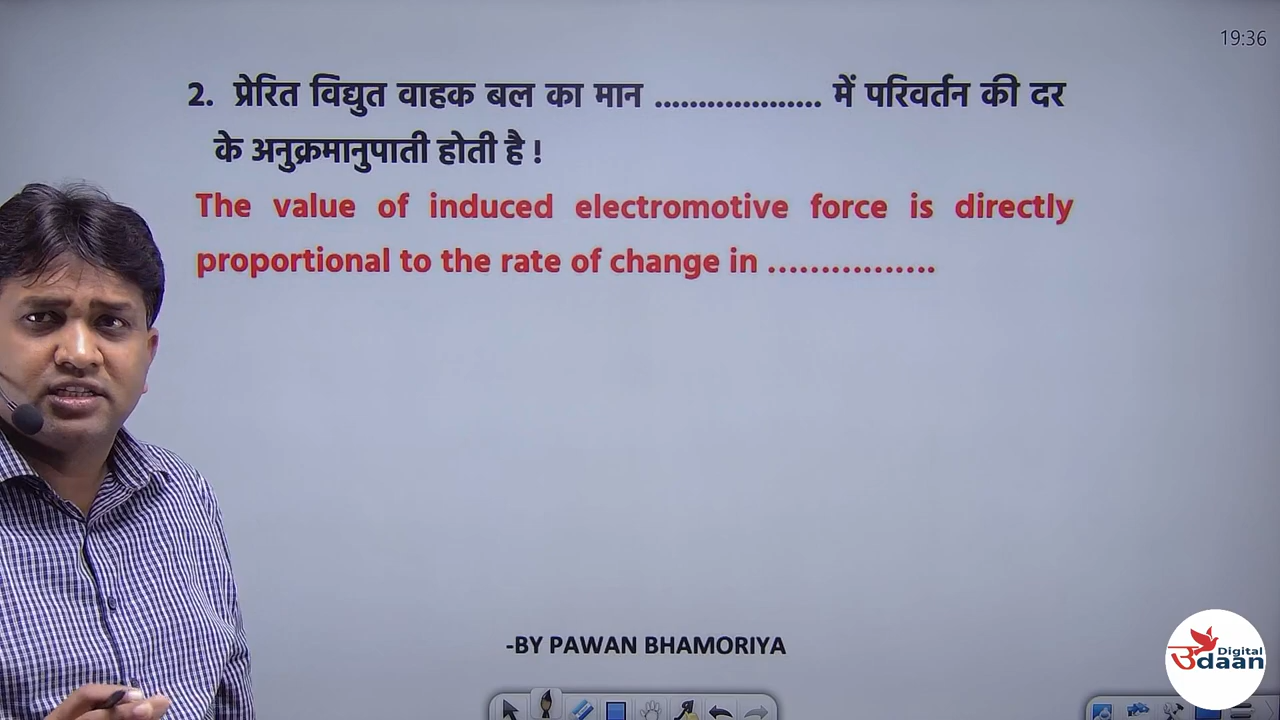 19:36
2. प्रेरित विद्युत वाहक बल का मान ................... में परिवर्तन की दर
के अनुक्रमानुपाती होती है !
The value of induced electromotive force is directly
proportional to the rate of change in …………….
-BY PAWAN BHAMORIYA
Digital
उdaan